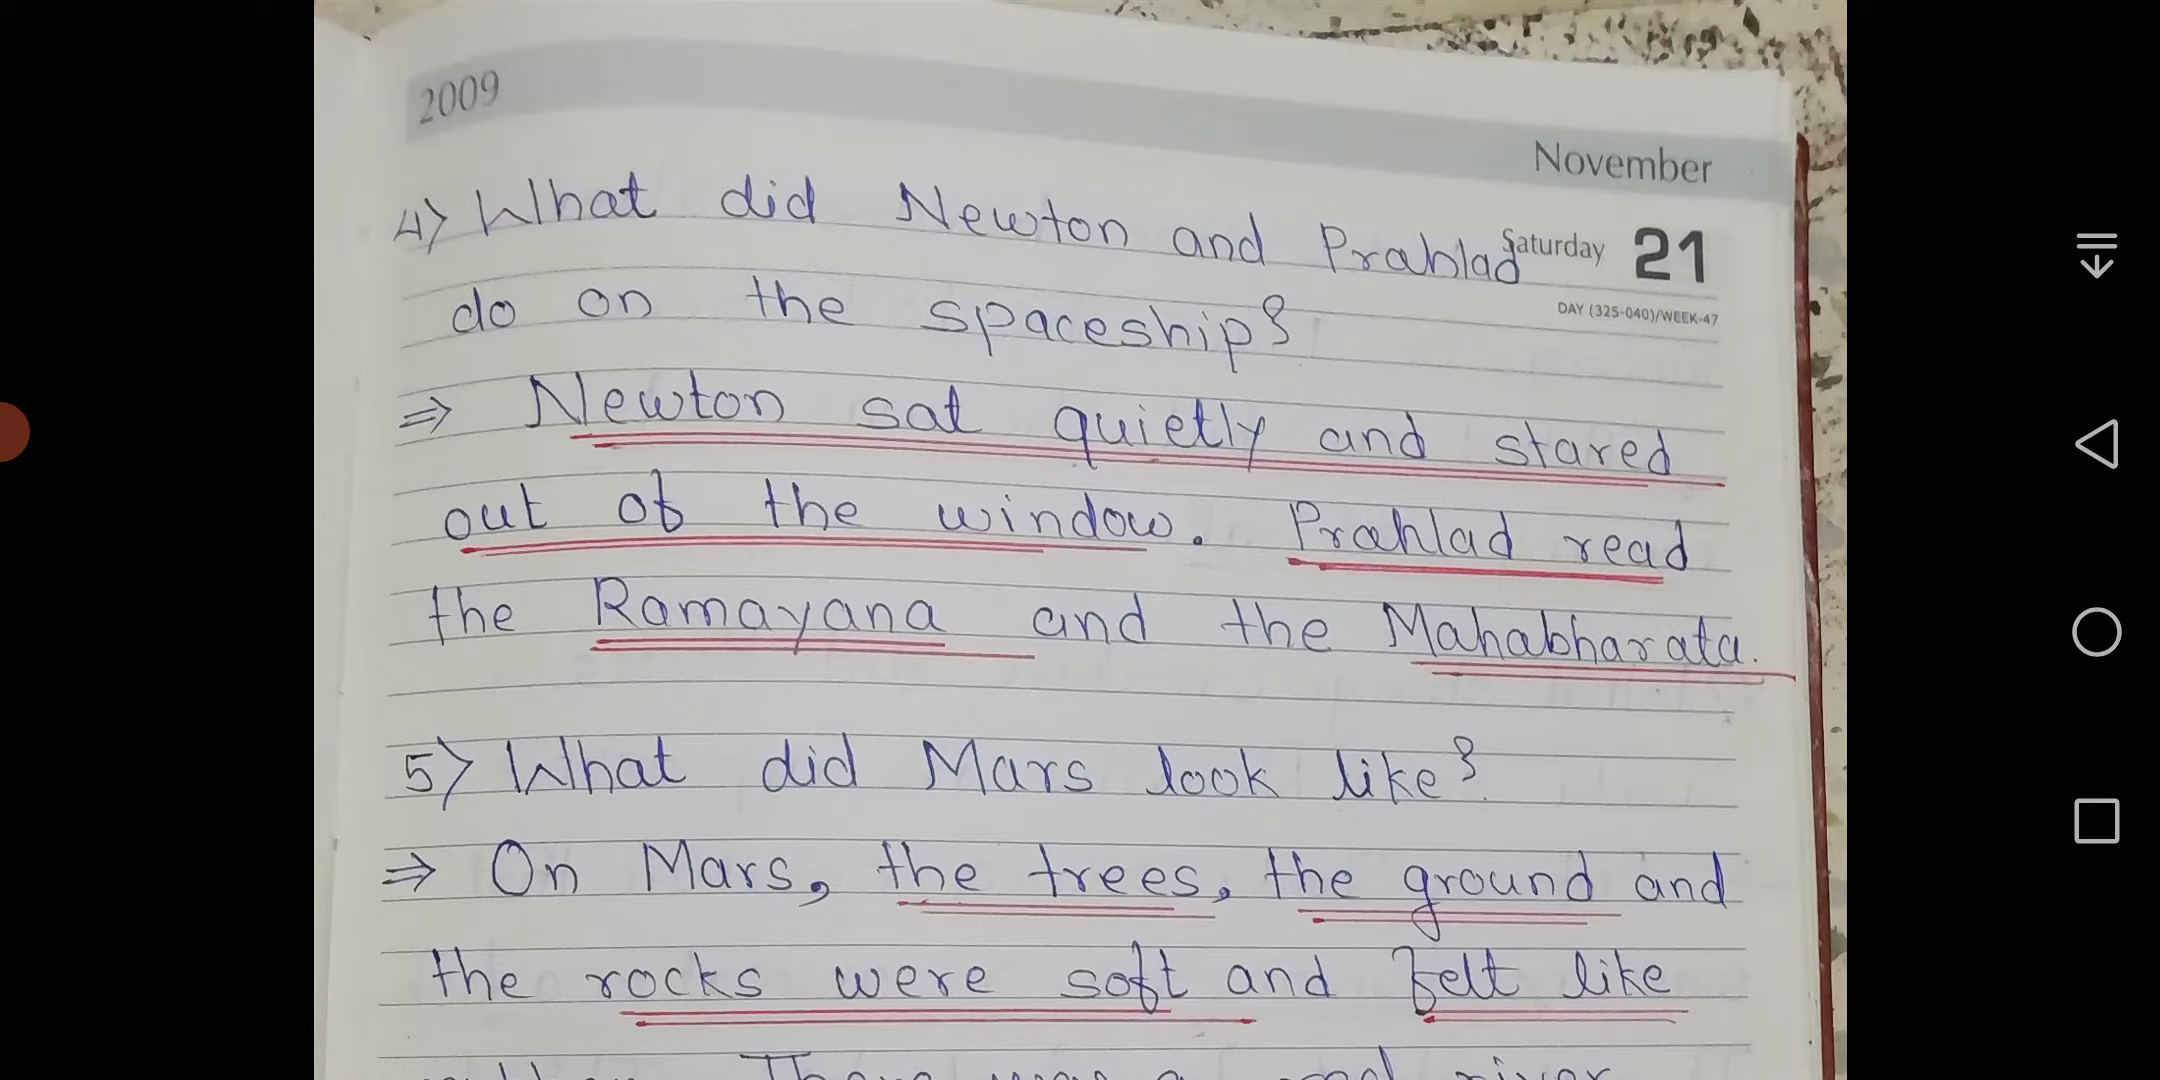 2009
November
Saturday 21
DAY (325-040)/WEEK-47
4) What did Newton and Prahlad
do on the spaceship?
⇒ Newton sat quietly and stared
out of the window. Prahlad read
the Ramayana and the Mahabharata.
5) What did Mars look like?
⇒ On Mars, the trees, the ground and
the rocks were soft and felt like